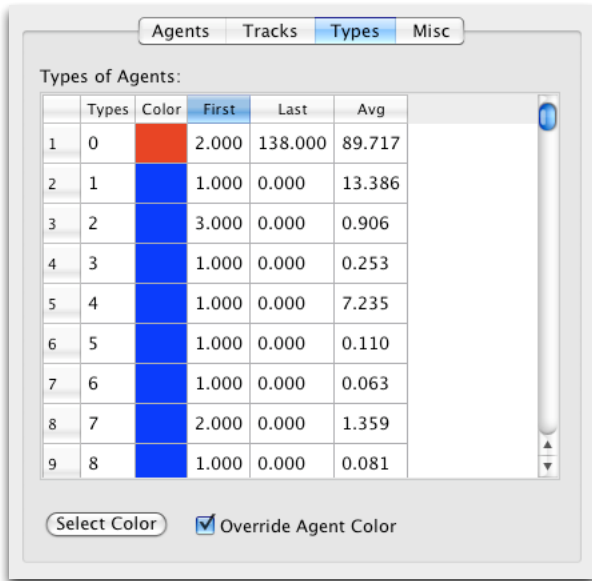 Agents Tracks Types Misc
Types of Agents:
Types Color First Last Avg
1 0 2.000 138.000 89.717
2 1 1.000 0.000 13.386
3 2 3.000 0.000 0.906
4 3 1.000 0.000 0.253
5 4 1.000 0.000 7.235
6 5 1.000 0.000 0.110
7 6 1.000 0.000 0.063
8 7 2.000 0.000 1.359
9 8 1.000 0.000 0.081
Select Color Override Agent Color